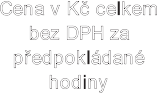 Cena v Kč celkem
bez DPH za
předpokládané
hodiny